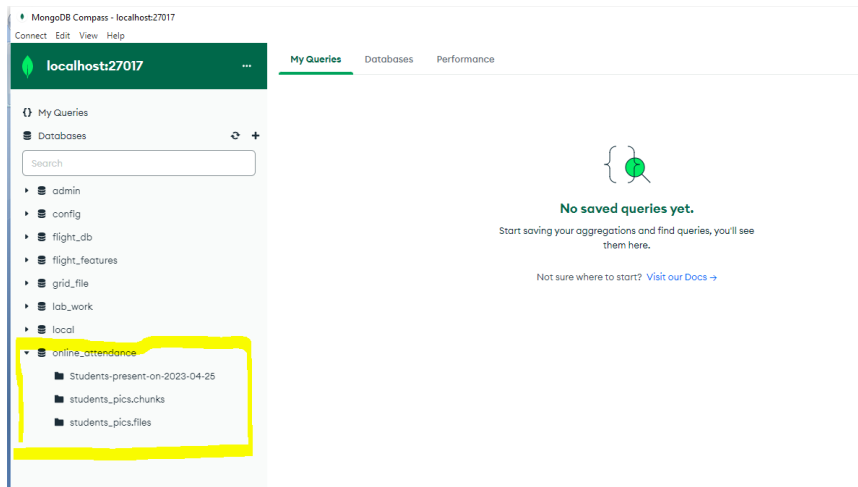 MongoDB Compass - localhost:27017
Connect Edit View Help
localhost:27017
...
My Queries Databases Performance
{} My Queries
Databases
Search
admin
config
flight_db
flight_features
grid_file
lab_work
local
online_attendance
Students-present-on-2023-04-25
students_pics.chunks
students_pics.files
No saved queries yet.
Start saving your aggregations and find queries, you'll see
them here.
Not sure where to start? Visit our Docs →